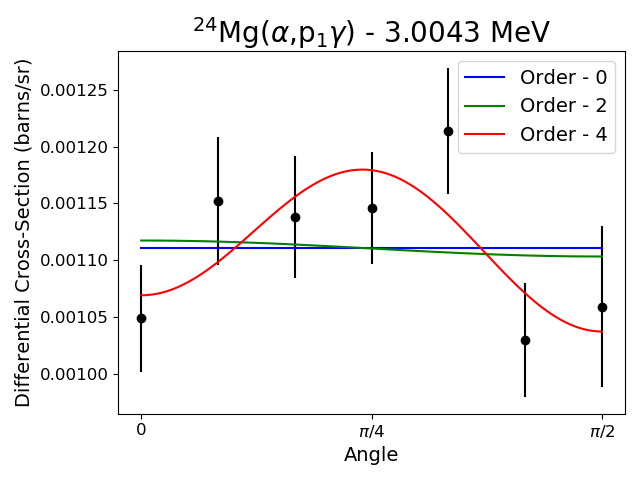 ²⁴Mg(α,p₁γ) - 3.0043 MeV
Differential Cross-Section (barns/sr)
0.00125
0.00120
0.00115
0.00110
0.00105
0.00100
Order - 0
Order - 2
Order - 4
0
π/4
π/2
Angle